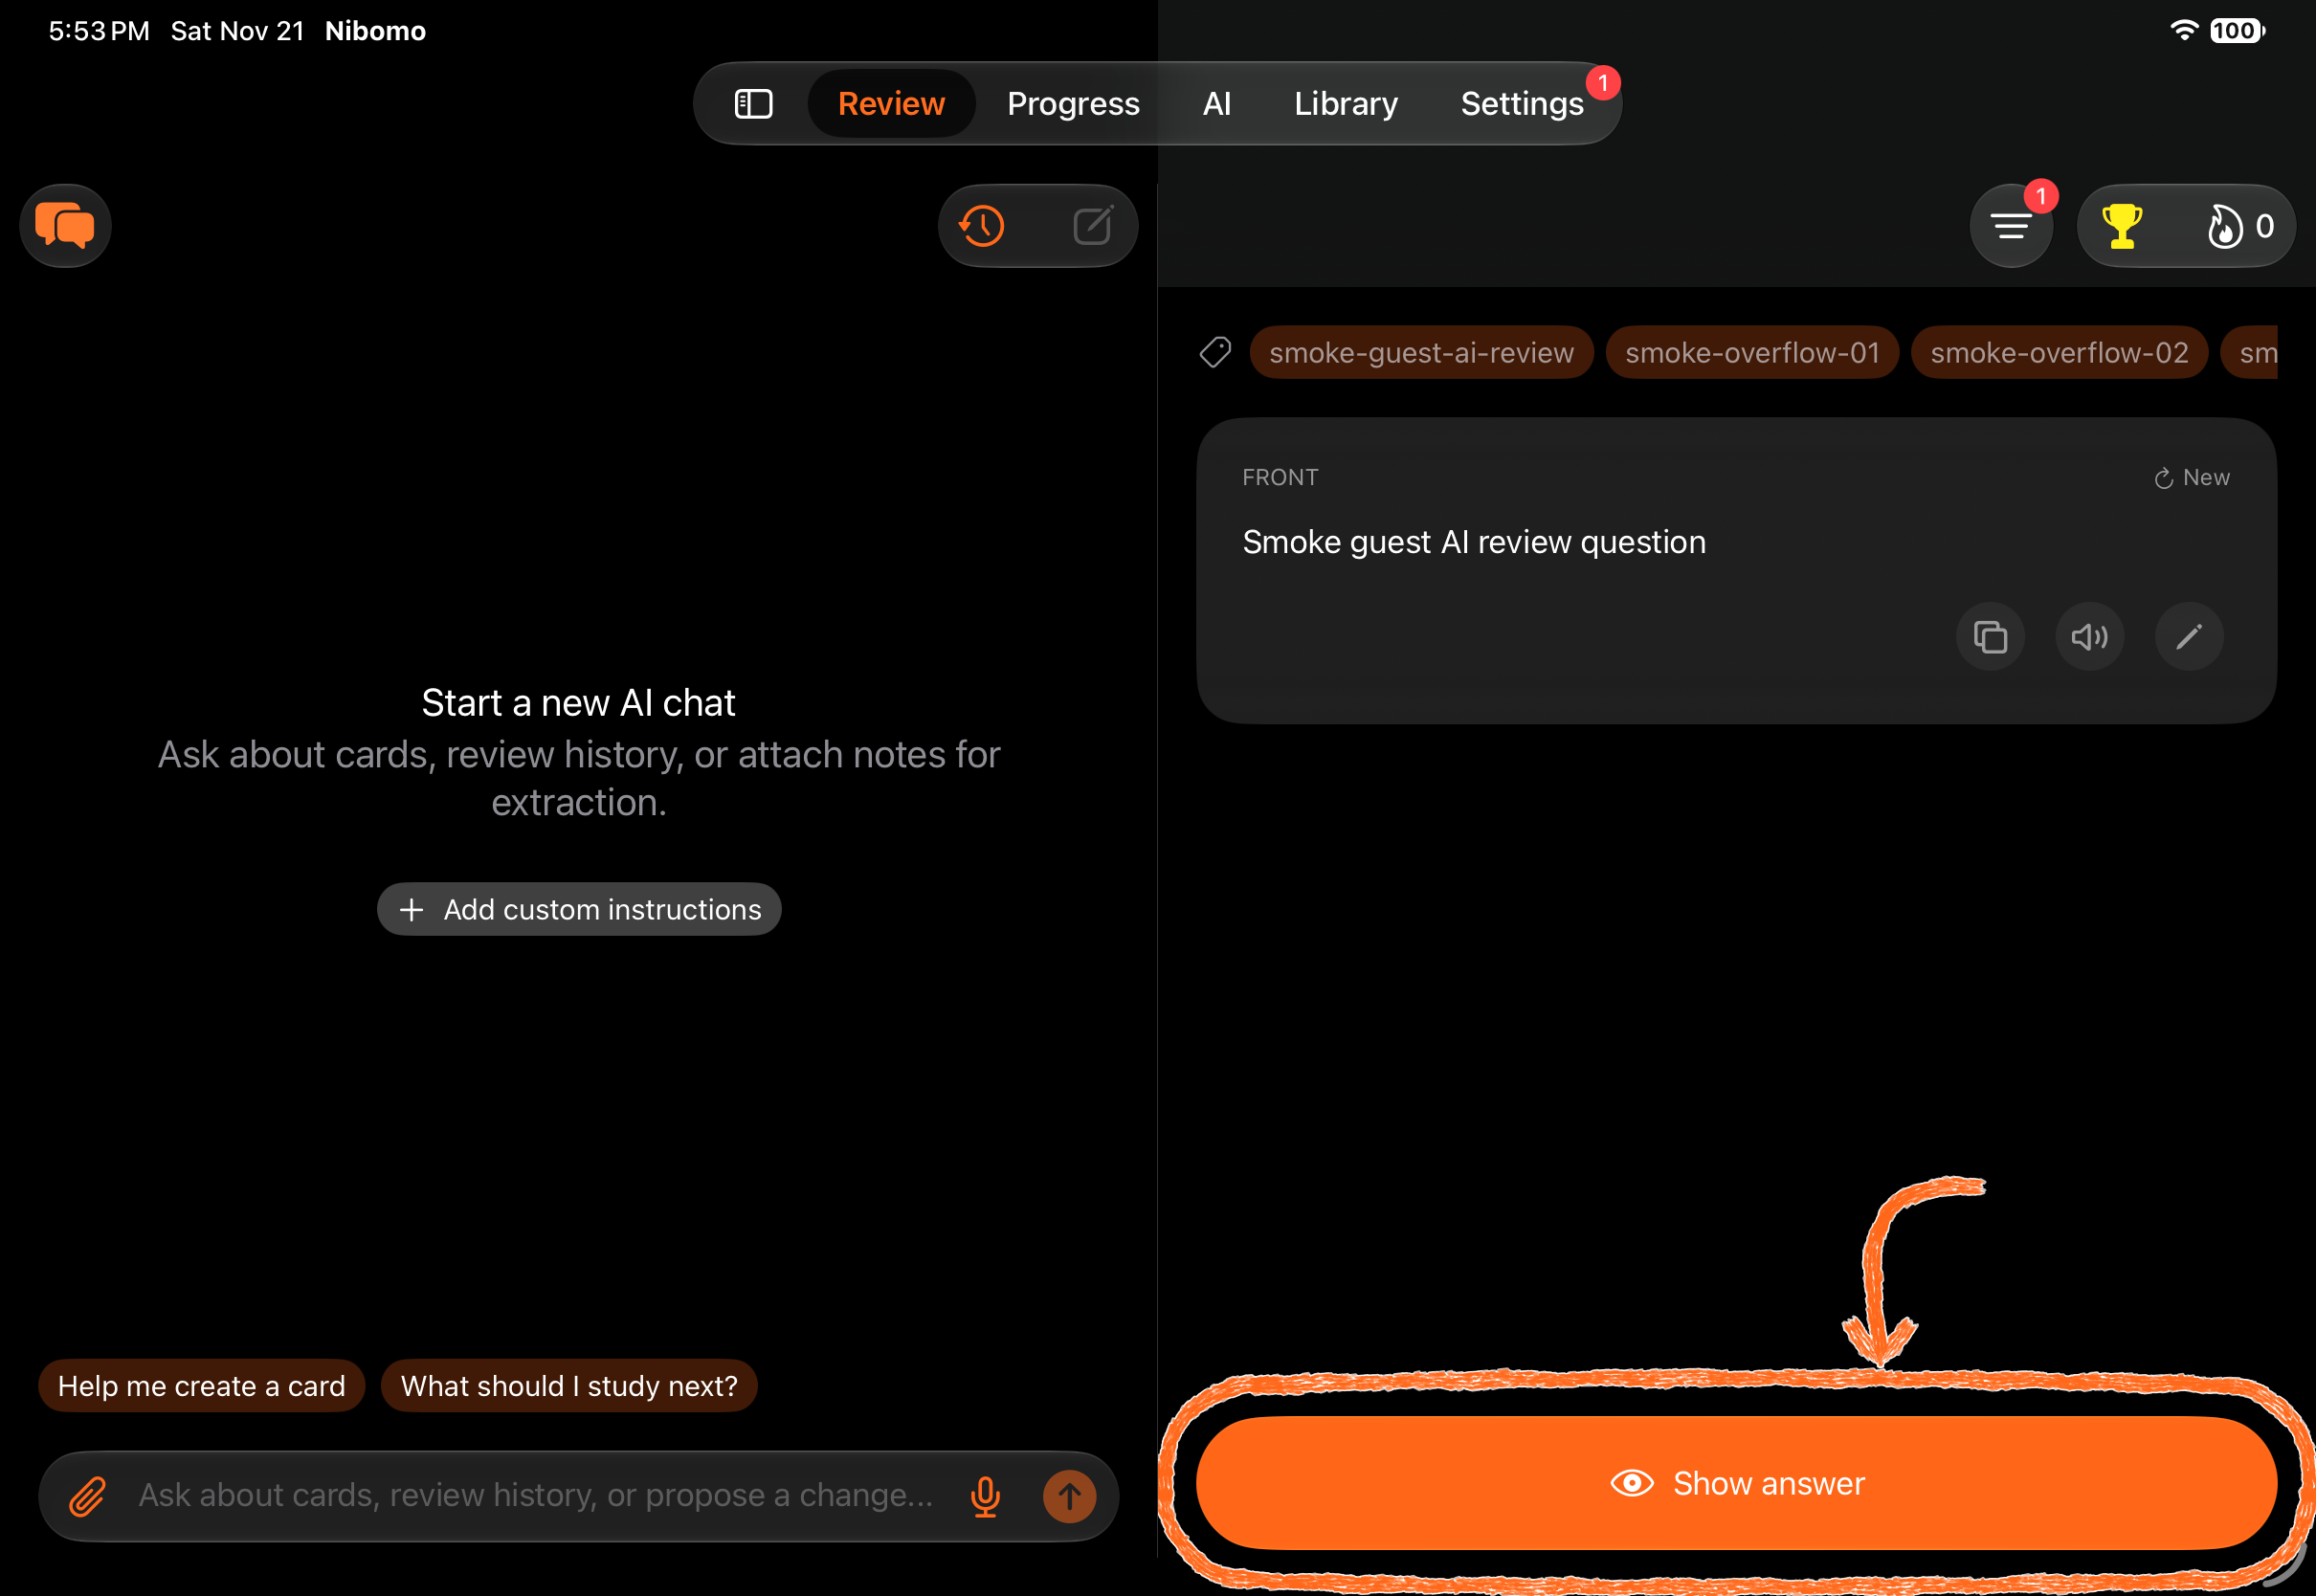 5:53 PM Sat Nov 21 Nibomo
100
Review Progress AI Library Settings 1
1
0
smoke-guest-ai-review smoke-overflow-01 smoke-overflow-02 sm
FRONT
New
Smoke guest AI review question
Start a new AI chat
Ask about cards, review history, or attach notes for
extraction.
+ Add custom instructions
Help me create a card What should I study next?
Ask about cards, review history, or propose a change...
Show answer